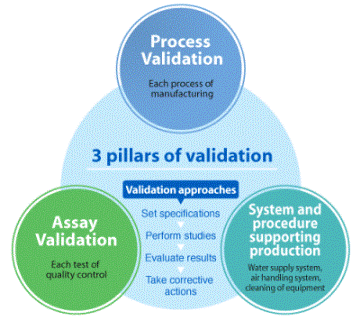 Process
Validation
Each process of
manufacturing
3 pillars of validation
Validation approaches
Set specifications
Perform studies
Evaluate results
Take corrective
actions
Assay
Validation
Each test of
quality control
System and
procedure
supporting
production
Water supply system,
air handling system,
cleaning of equipment